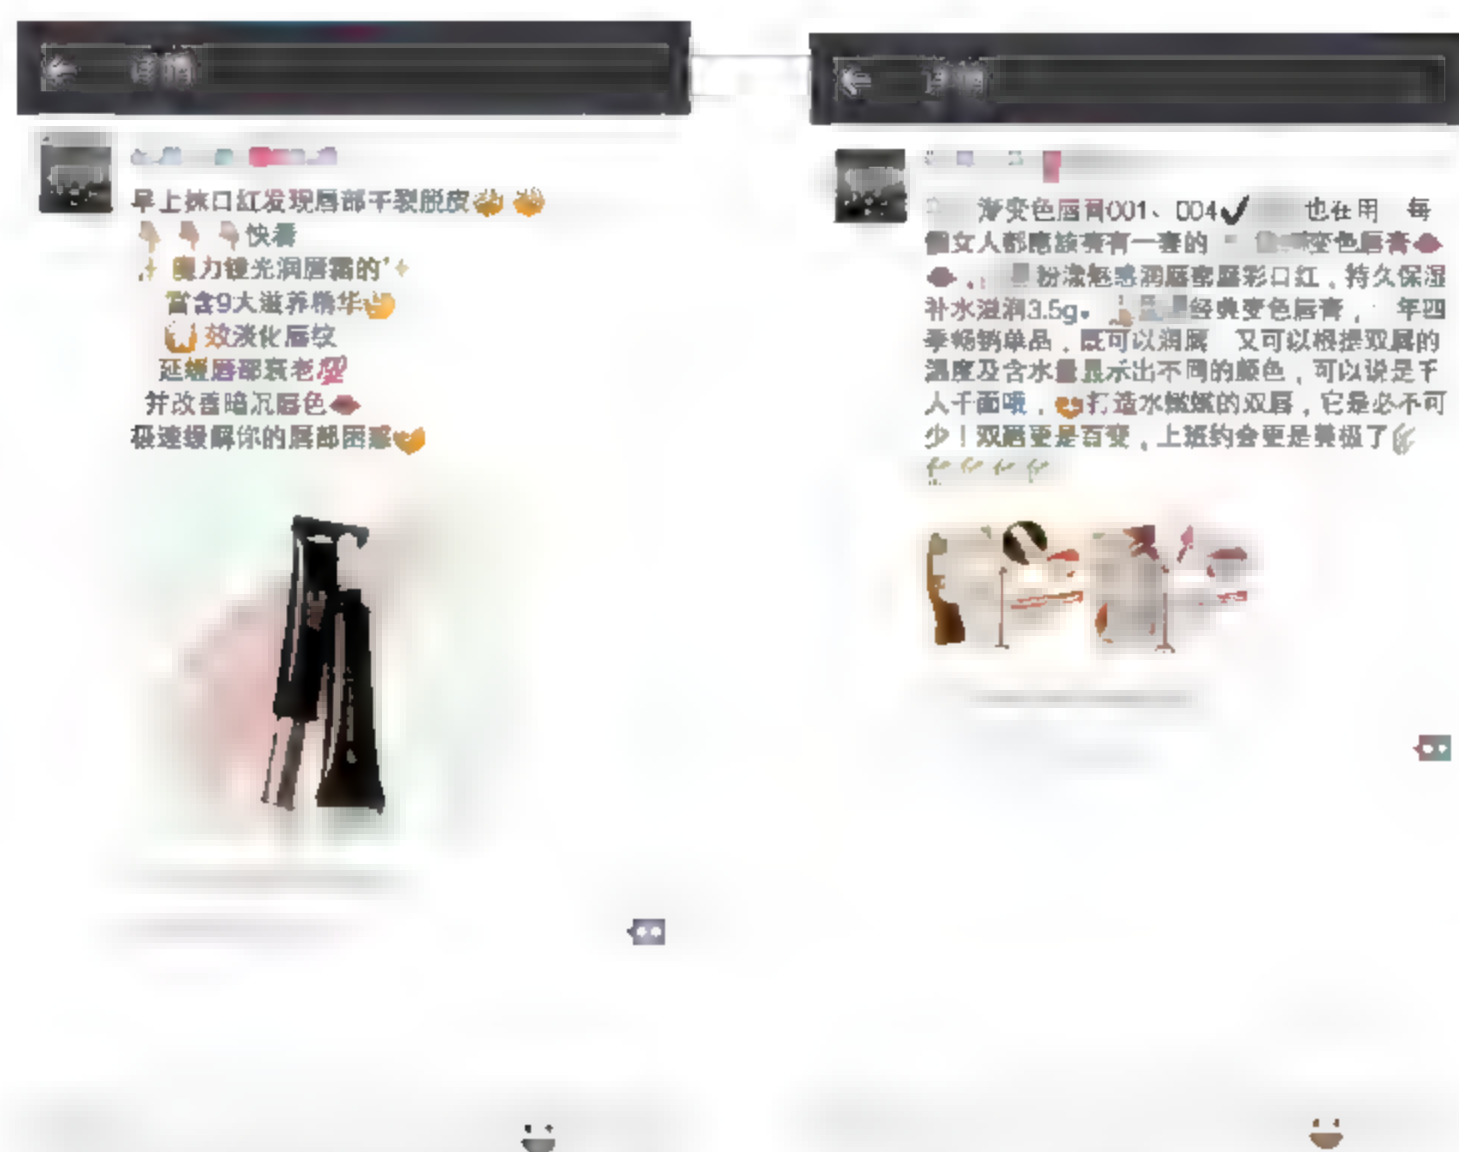 早上抹口红发现唇部干裂脱皮
快看
魔力镜光润唇霜的
富含9大滋养精华
效淡化唇纹
延缓唇部衰老
并改善暗沉唇色
极速缓解你的唇部困惑
渐变色唇膏001、004 也在用 每
个女人都应该拥有一套的 变色唇膏
粉漾魅惑润唇蜜唇彩口红，持久保湿
补水滋润3.5g。经典变色唇膏， 年四
季畅销单品，既可以润唇 又可以根据双唇的
温度及含水量显示出不同的颜色，可以说是千
人千面哦，打造水嫩嫩的双唇，它是必不可
少！双唇更是百变，上班约会更是美极了